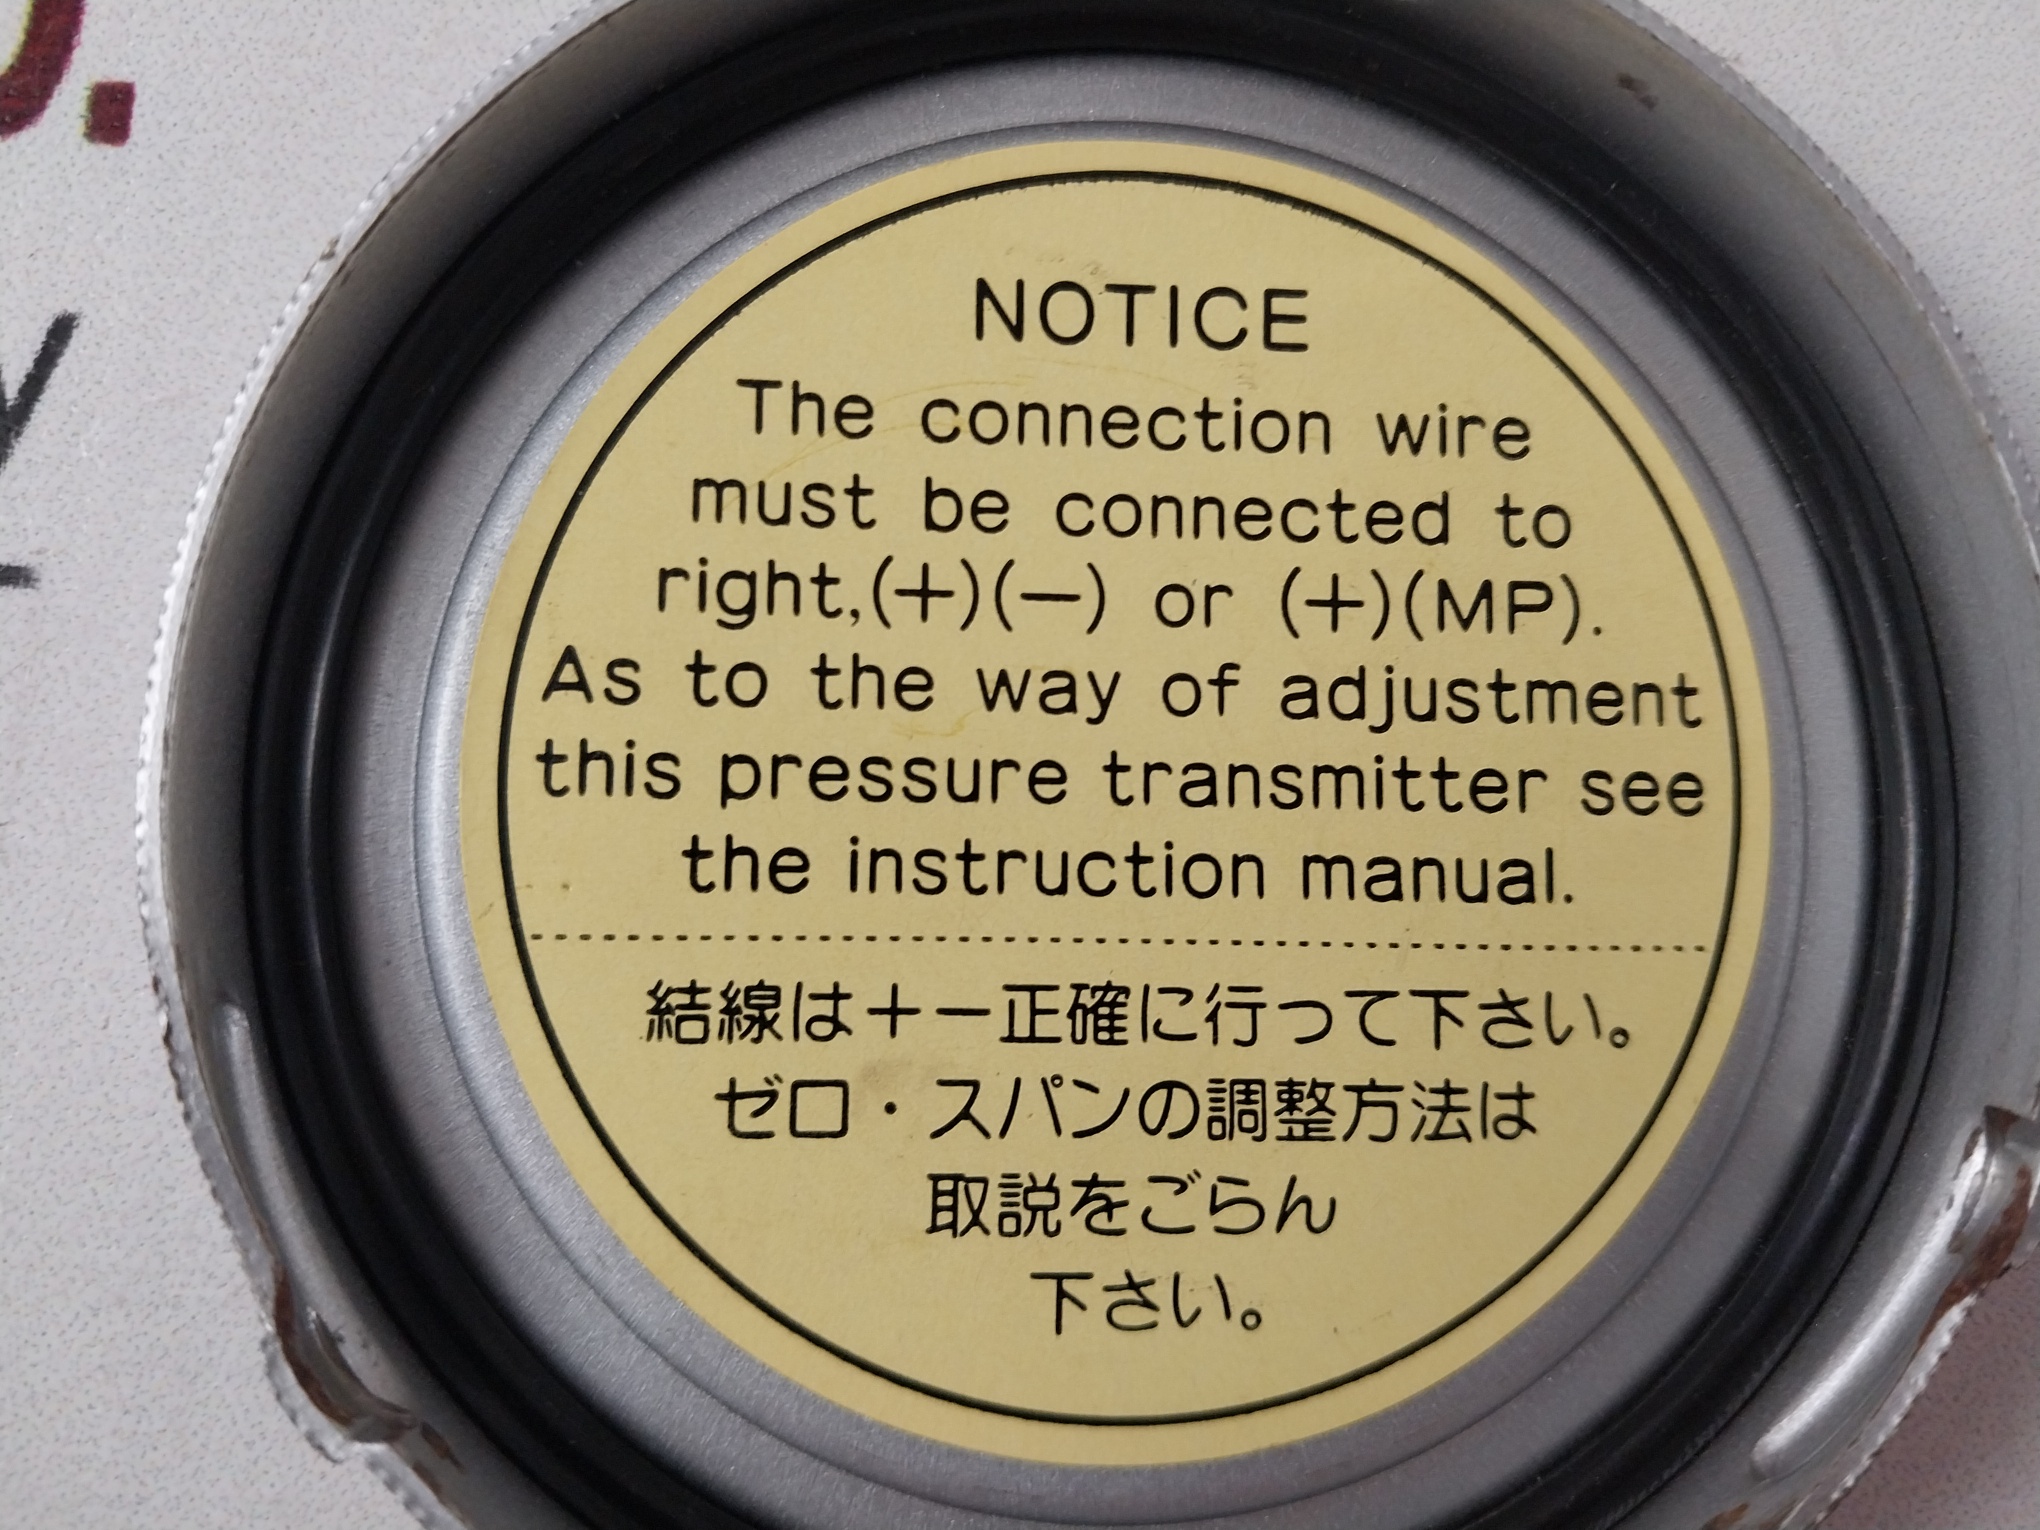 NOTICE
The connection wire
must be connected to
right,(+)(−) or (+)(MP).
As to the way of adjustment
this pressure transmitter see
the instruction manual.
結線は＋−正確に行って下さい。
ゼロ・スパンの調整方法は
取説をごらん
下さい。